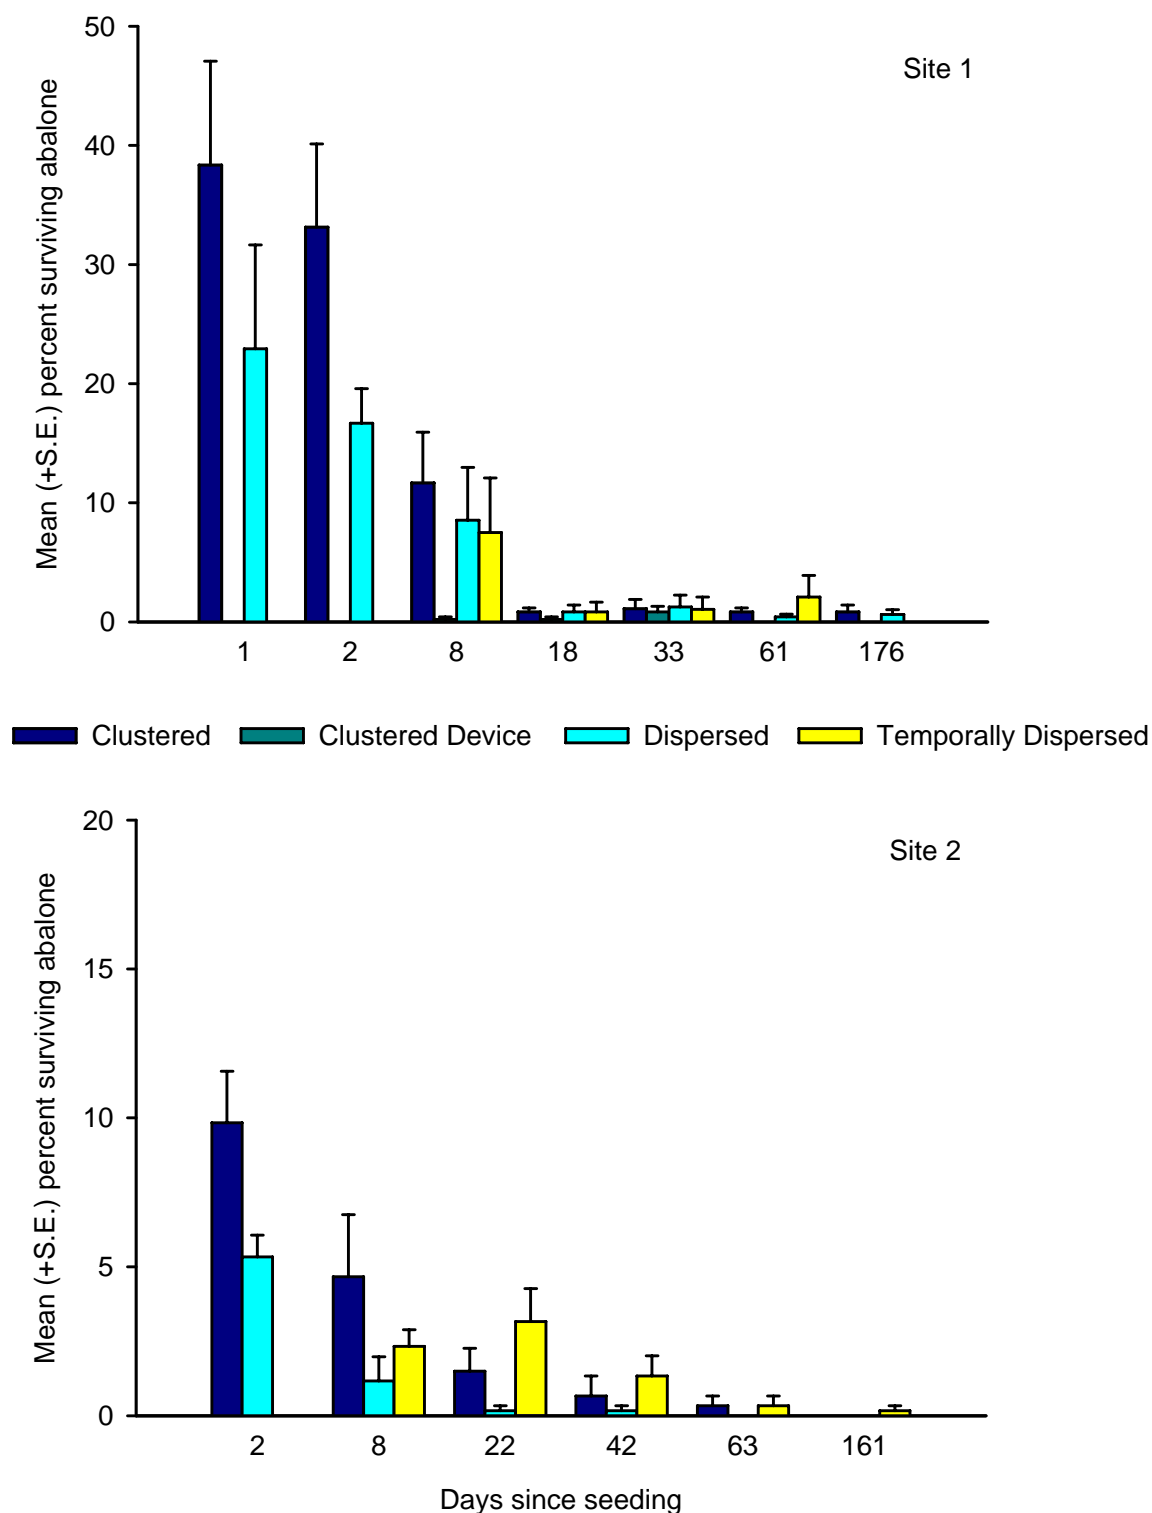 Site 1
Mean (+S.E.) percent surviving abalone
50
40
30
20
10
0
1 2 8 18 33 61 176
Clustered Clustered Device Dispersed Temporally Dispersed
Site 2
Mean (+S.E.) percent surviving abalone
20
15
10
5
0
2 8 22 42 63 161
Days since seeding